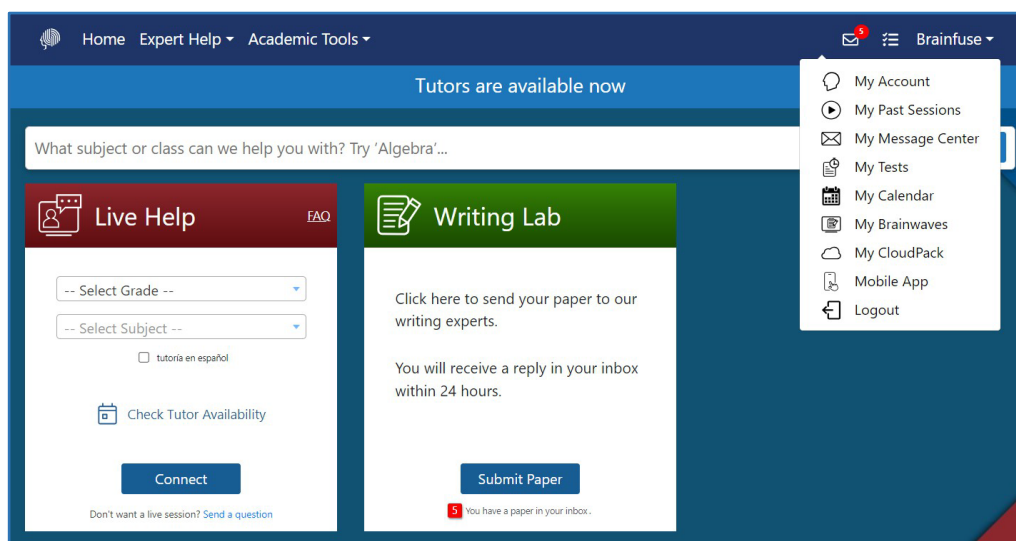 Home Expert Help Academic Tools 5 Brainfuse
Tutors are available now
My Account
My Past Sessions
My Message Center
My Tests
My Calendar
My Brainwaves
My CloudPack
Mobile App
Logout
What subject or class can we help you with? Try 'Algebra'...
Live Help FAQ
-- Select Grade --
-- Select Subject --
tutoría en español
Check Tutor Availability
Connect
Don't want a live session? Send a question
Writing Lab
Click here to send your paper to our
writing experts.
You will receive a reply in your inbox
within 24 hours.
Submit Paper
5 You have a paper in your inbox.